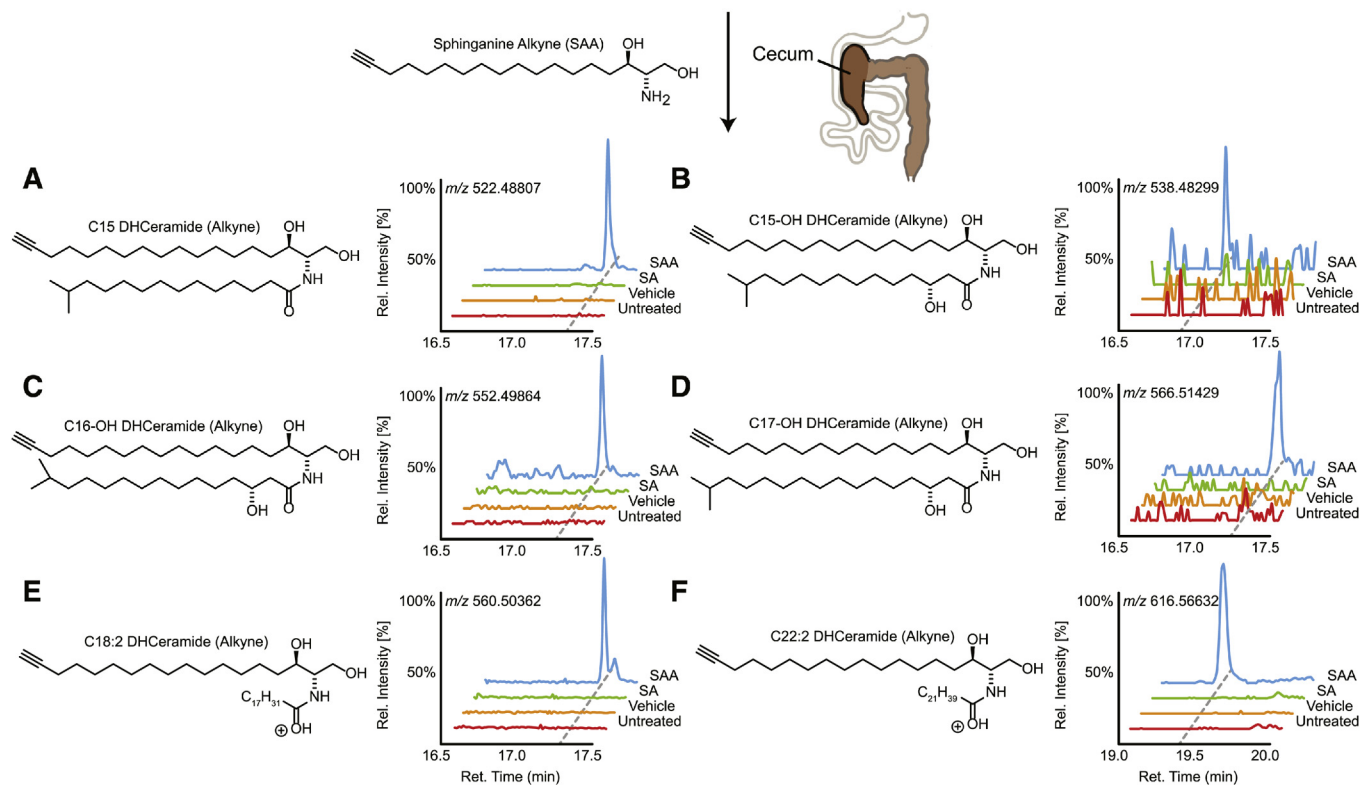 Sphinganine Alkyne (SAA)
OH
OH
NH2
Cecum
A
C15 DHCeramide (Alkyne)
OH
OH
NH
O
Rel. Intensity [%]
100%
50%
m/z 522.48807
SAA
SA
Vehicle
Untreated
16.5 17.0 17.5
B
C15-OH DHCeramide (Alkyne)
OH
OH
NH
OH O
Rel. Intensity [%]
100%
50%
m/z 538.48299
SAA
SA
Vehicle
Untreated
16.5 17.0 17.5
C
C16-OH DHCeramide (Alkyne)
OH
OH
NH
OH O
Rel. Intensity [%]
100%
50%
m/z 552.49864
SAA
SA
Vehicle
Untreated
16.5 17.0 17.5
D
C17-OH DHCeramide (Alkyne)
OH
OH
NH
OH O
Rel. Intensity [%]
100%
50%
m/z 566.51429
SAA
SA
Vehicle
Untreated
16.5 17.0 17.5
E
C18:2 DHCeramide (Alkyne)
OH
OH
NH
C17H31
+ OH
Rel. Intensity [%]
100%
50%
m/z 560.50362
SAA
SA
Vehicle
Untreated
16.5 17.0 17.5
Ret. Time (min)
F
C22:2 DHCeramide (Alkyne)
OH
OH
NH
C21H39
+ OH
Rel. Intensity [%]
100%
50%
m/z 616.56632
SAA
SA
Vehicle
Untreated
19.0 19.5 20.0
Ret. Time (min)